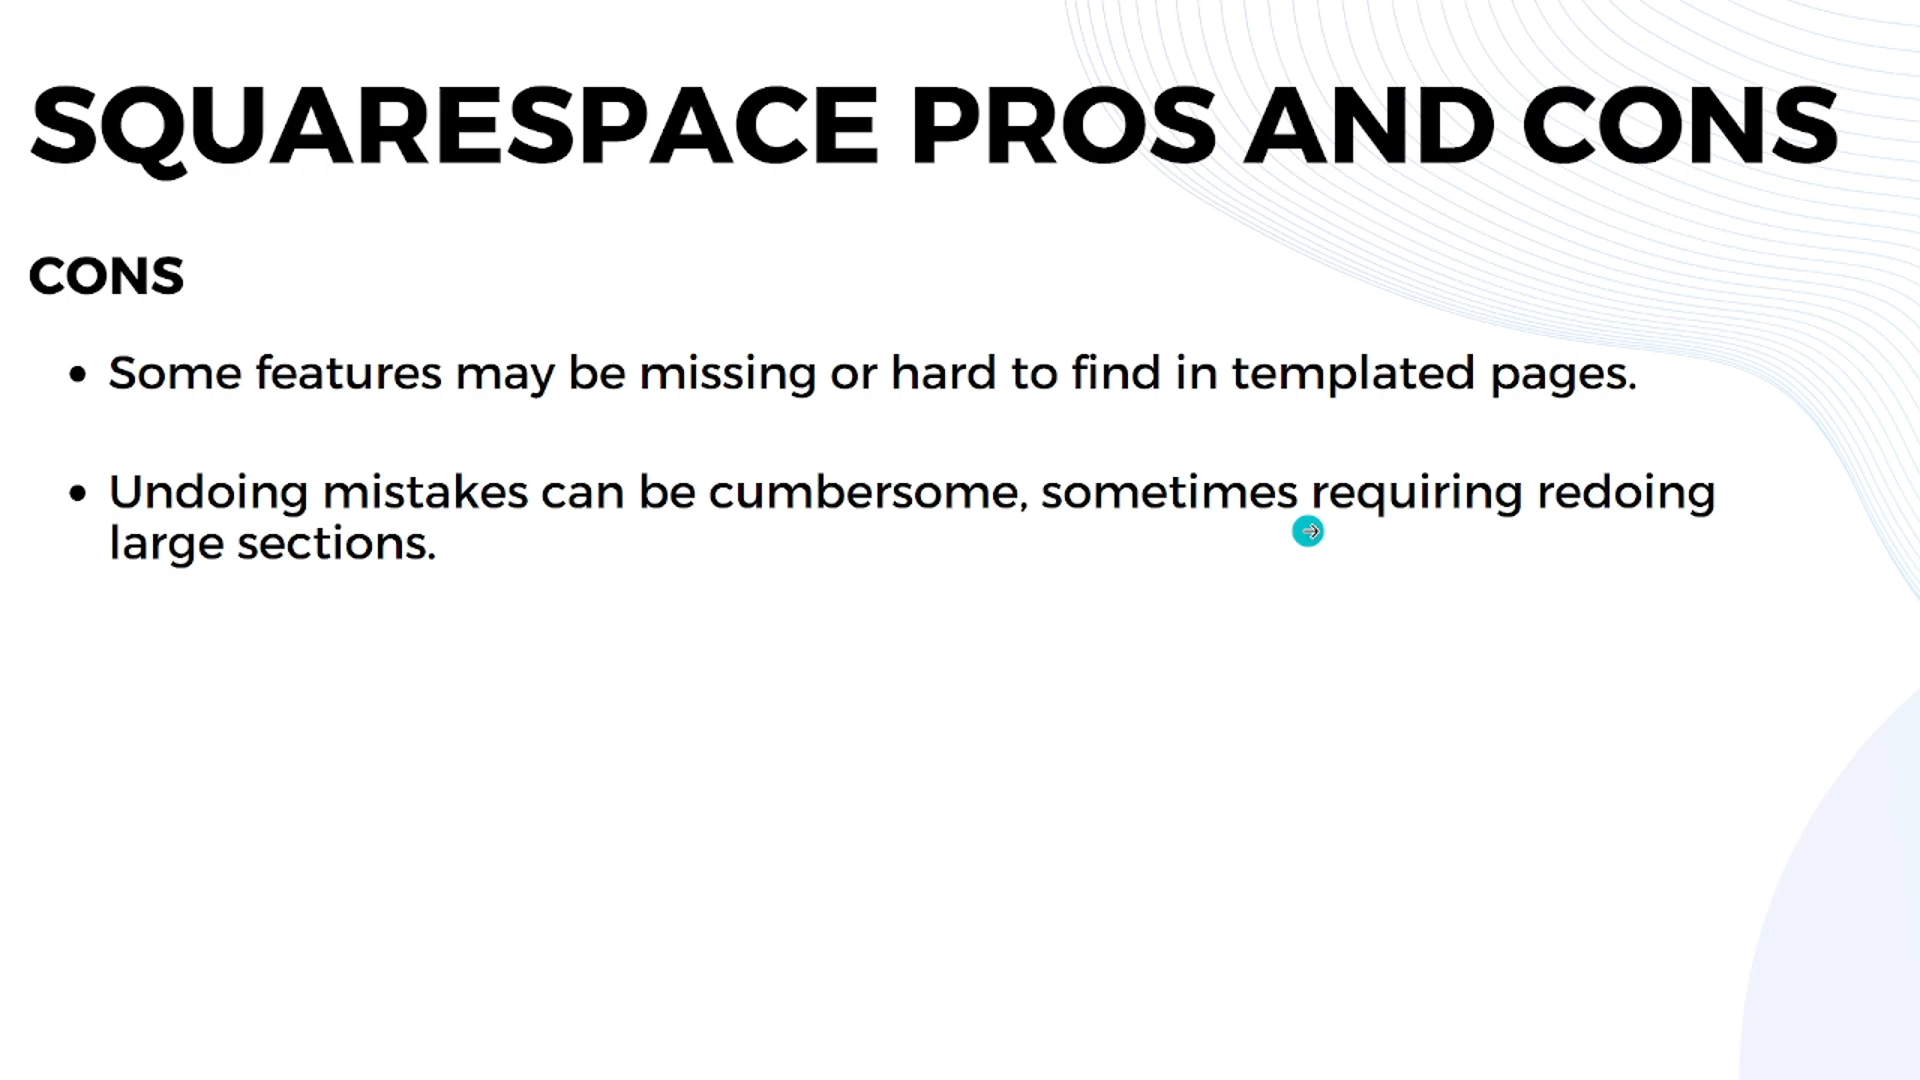 SQUARESPACE PROS AND CONS
CONS
• Some features may be missing or hard to find in templated pages.
• Undoing mistakes can be cumbersome, sometimes requiring redoing
large sections.